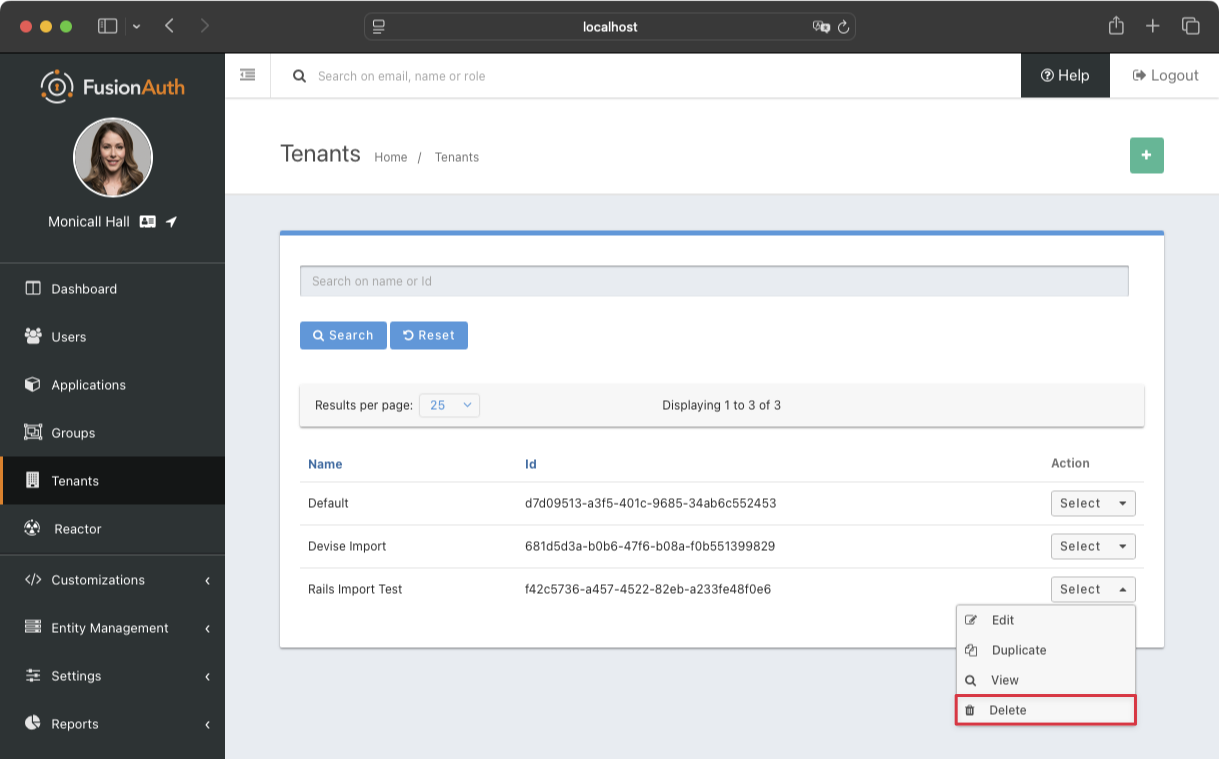 localhost
FusionAuth
Search on email, name or role
Help
Logout
Monicall Hall
Dashboard
Users
Applications
Groups
Tenants
Reactor
Customizations
Entity Management
Settings
Reports
Tenants Home / Tenants
Search on name or Id
Search Reset
Results per page: 25 Displaying 1 to 3 of 3
Name Id Action
Default d7d09513-a3f5-401c-9685-34ab6c552453 Select
Devise Import 681d5d3a-b0b6-47f6-b08a-f0b551399829 Select
Rails Import Test f42c5736-a457-4522-82eb-a233fe48f0e6 Select
Edit
Duplicate
View
Delete